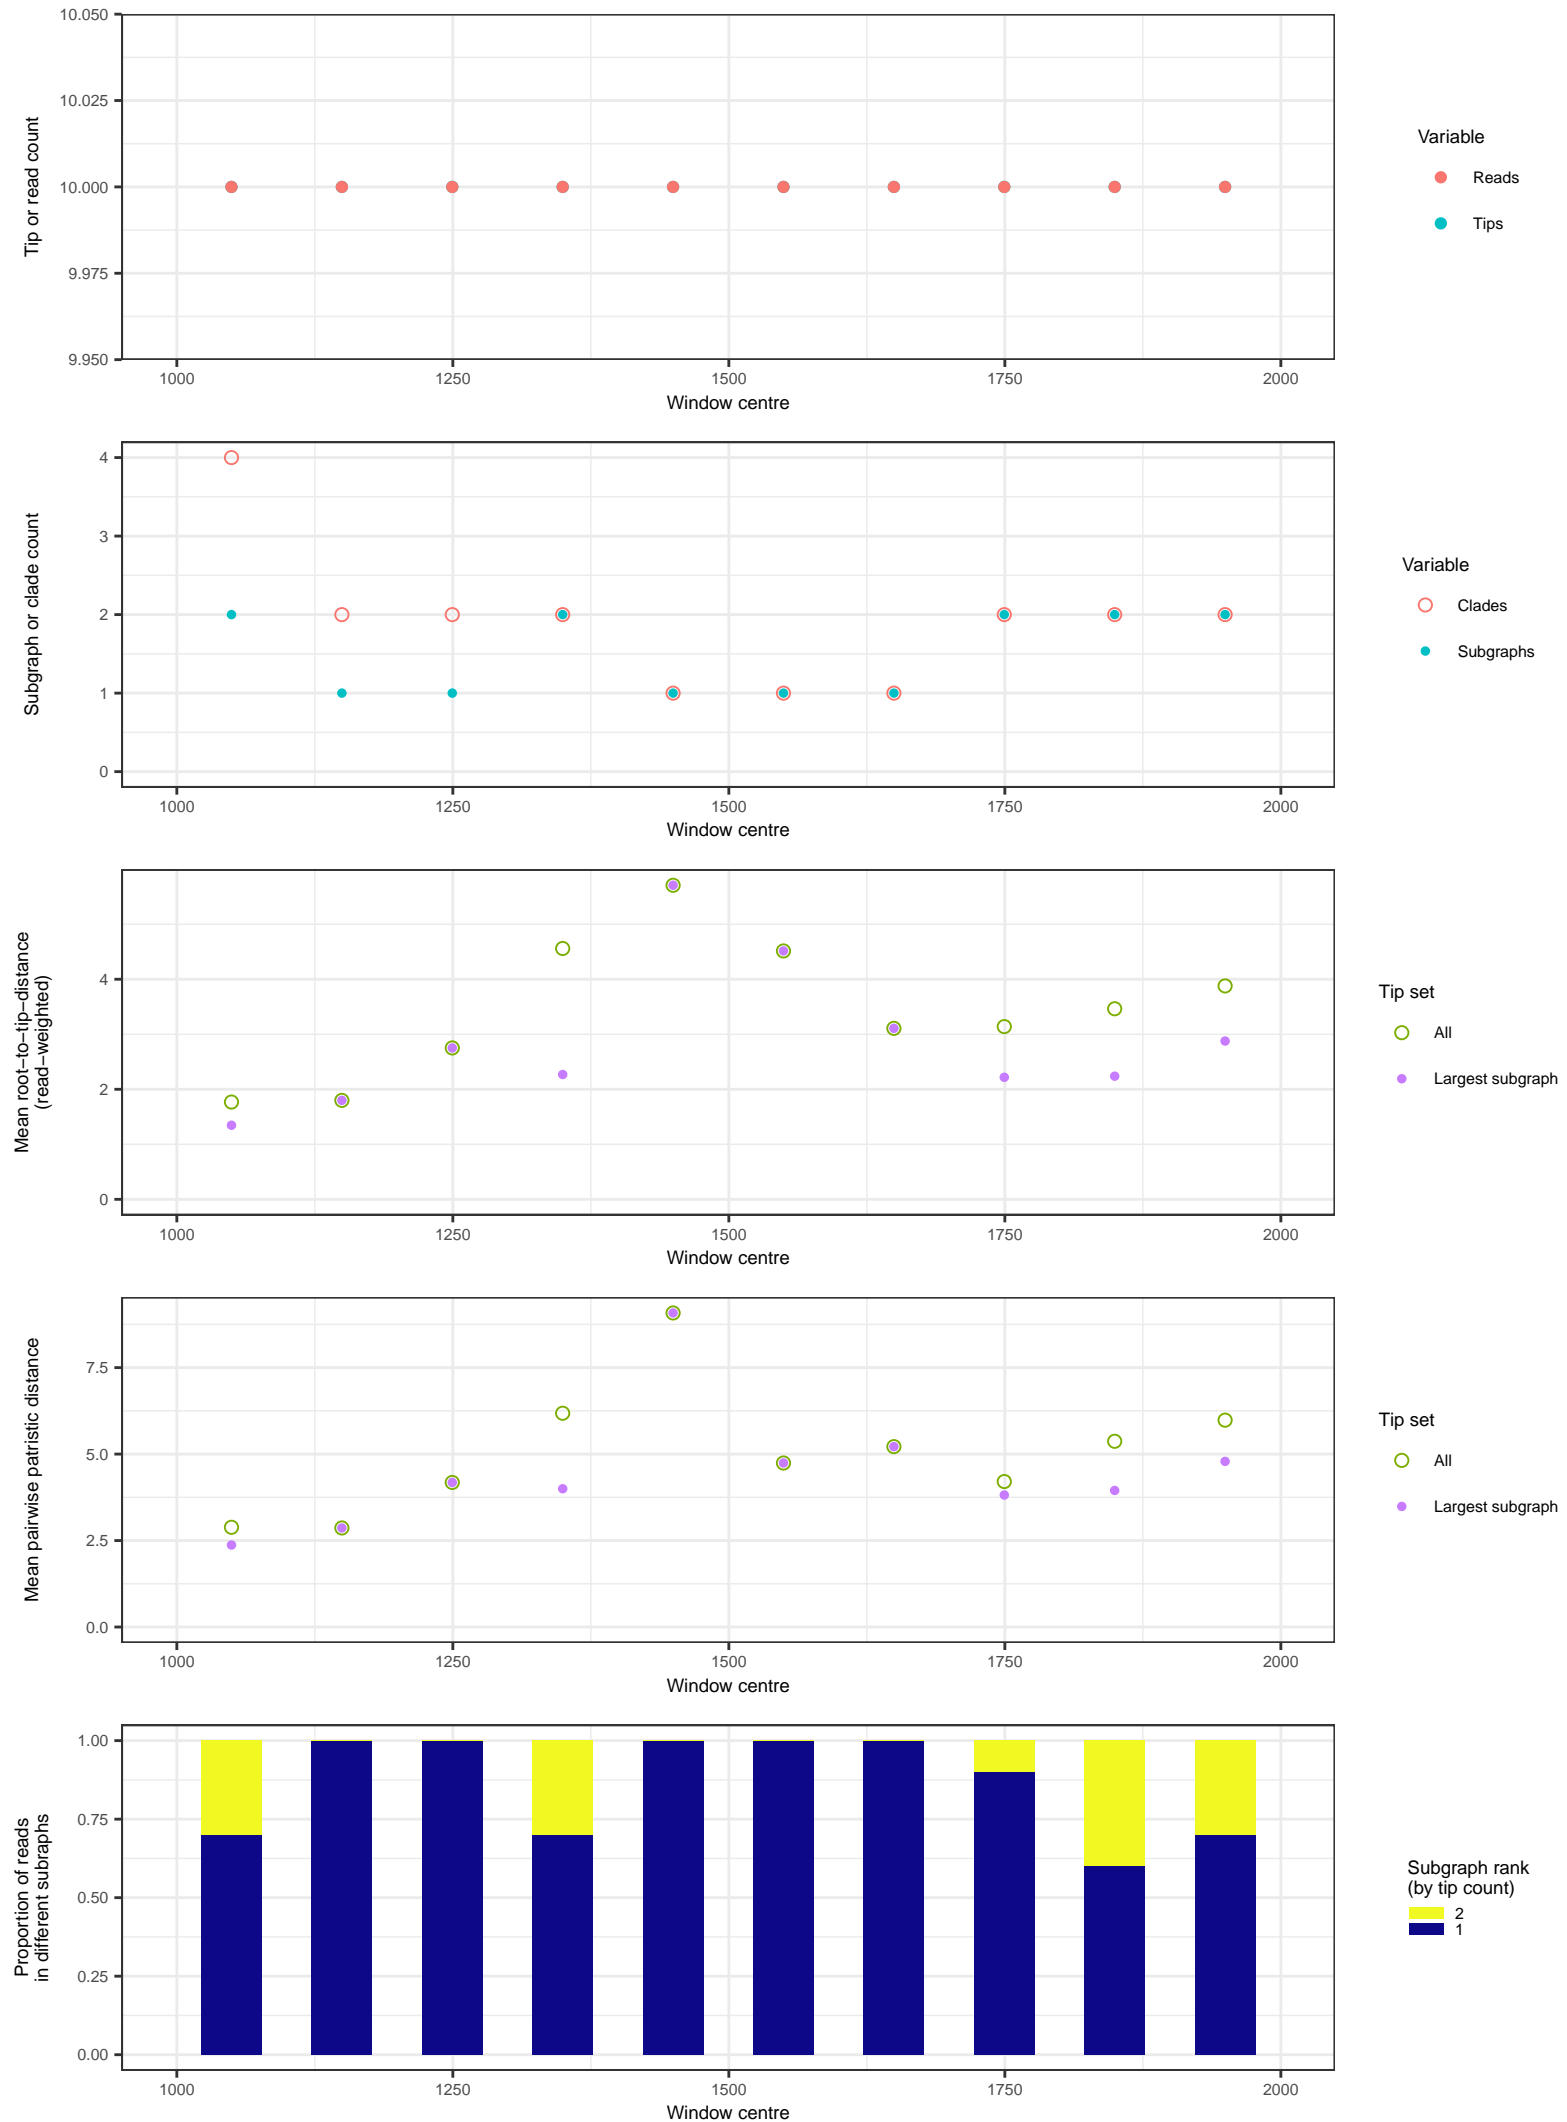 10.050
10.025
10.000
9.975
9.950
Tip or read count
1000 1250 1500 1750 2000
Window centre
Variable
Reads
Tips
4
3
2
1
0
Subgraph or clade count
1000 1250 1500 1750 2000
Window centre
Variable
Clades
Subgraphs
4
2
0
Mean root−to−tip−distance
(read−weighted)
1000 1250 1500 1750 2000
Window centre
Tip set
All
Largest subgraph
7.5
5.0
2.5
0.0
Mean pairwise patristic distance
1000 1250 1500 1750 2000
Window centre
Tip set
All
Largest subgraph
1.00
0.75
0.50
0.25
0.00
Proportion of reads
in different subraphs
1000 1250 1500 1750 2000
Window centre
Subgraph rank
(by tip count)
2
1